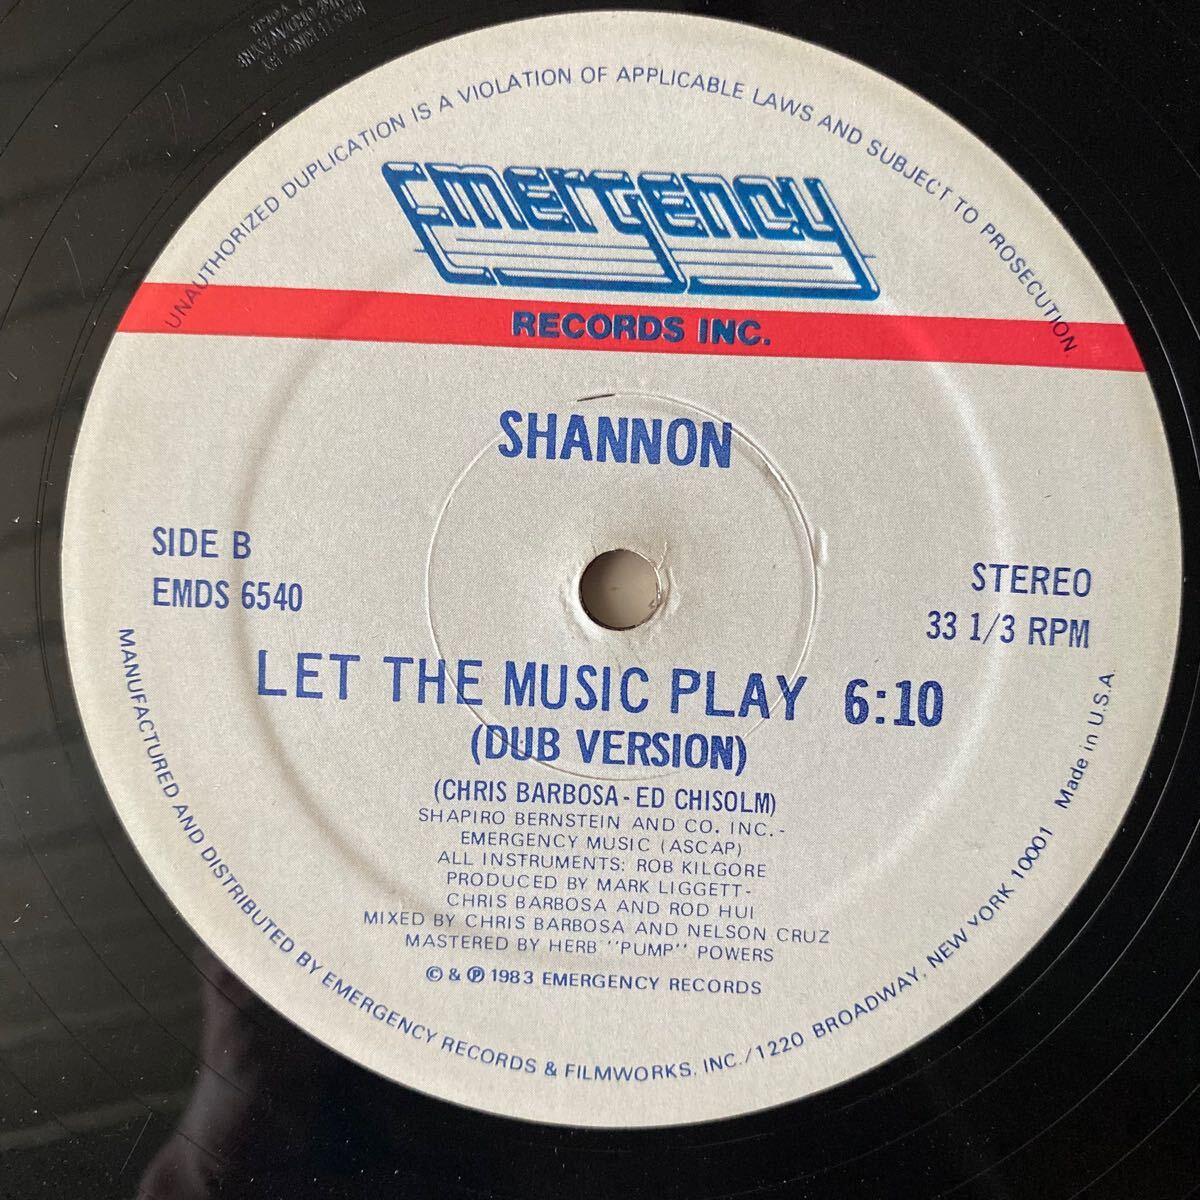 UNAUTHORIZED DUPLICATION IS A VIOLATION OF APPLICABLE LAWS AND SUBJECT TO PROSECUTION.
Emergency
RECORDS INC.
SHANNON
SIDE B
EMDS 6540
STEREO
33 1/3 RPM
LET THE MUSIC PLAY 6:10
(DUB VERSION)
(CHRIS BARBOSA - ED CHISOLM)
SHAPIRO BERNSTEIN AND CO. INC. -
EMERGENCY MUSIC (ASCAP)
ALL INSTRUMENTS: ROB KILGORE
PRODUCED BY MARK LIGGETT -
CHRIS BARBOSA AND ROD HUI
MIXED BY CHRIS BARBOSA AND NELSON CRUZ
MASTERED BY HERB "PUMP" POWERS
© & ℗ 1983 EMERGENCY RECORDS
MANUFACTURED AND DISTRIBUTED BY EMERGENCY RECORDS & FILMWORKS, INC./1220 BROADWAY, NEW YORK 10001 Made in U.S.A.